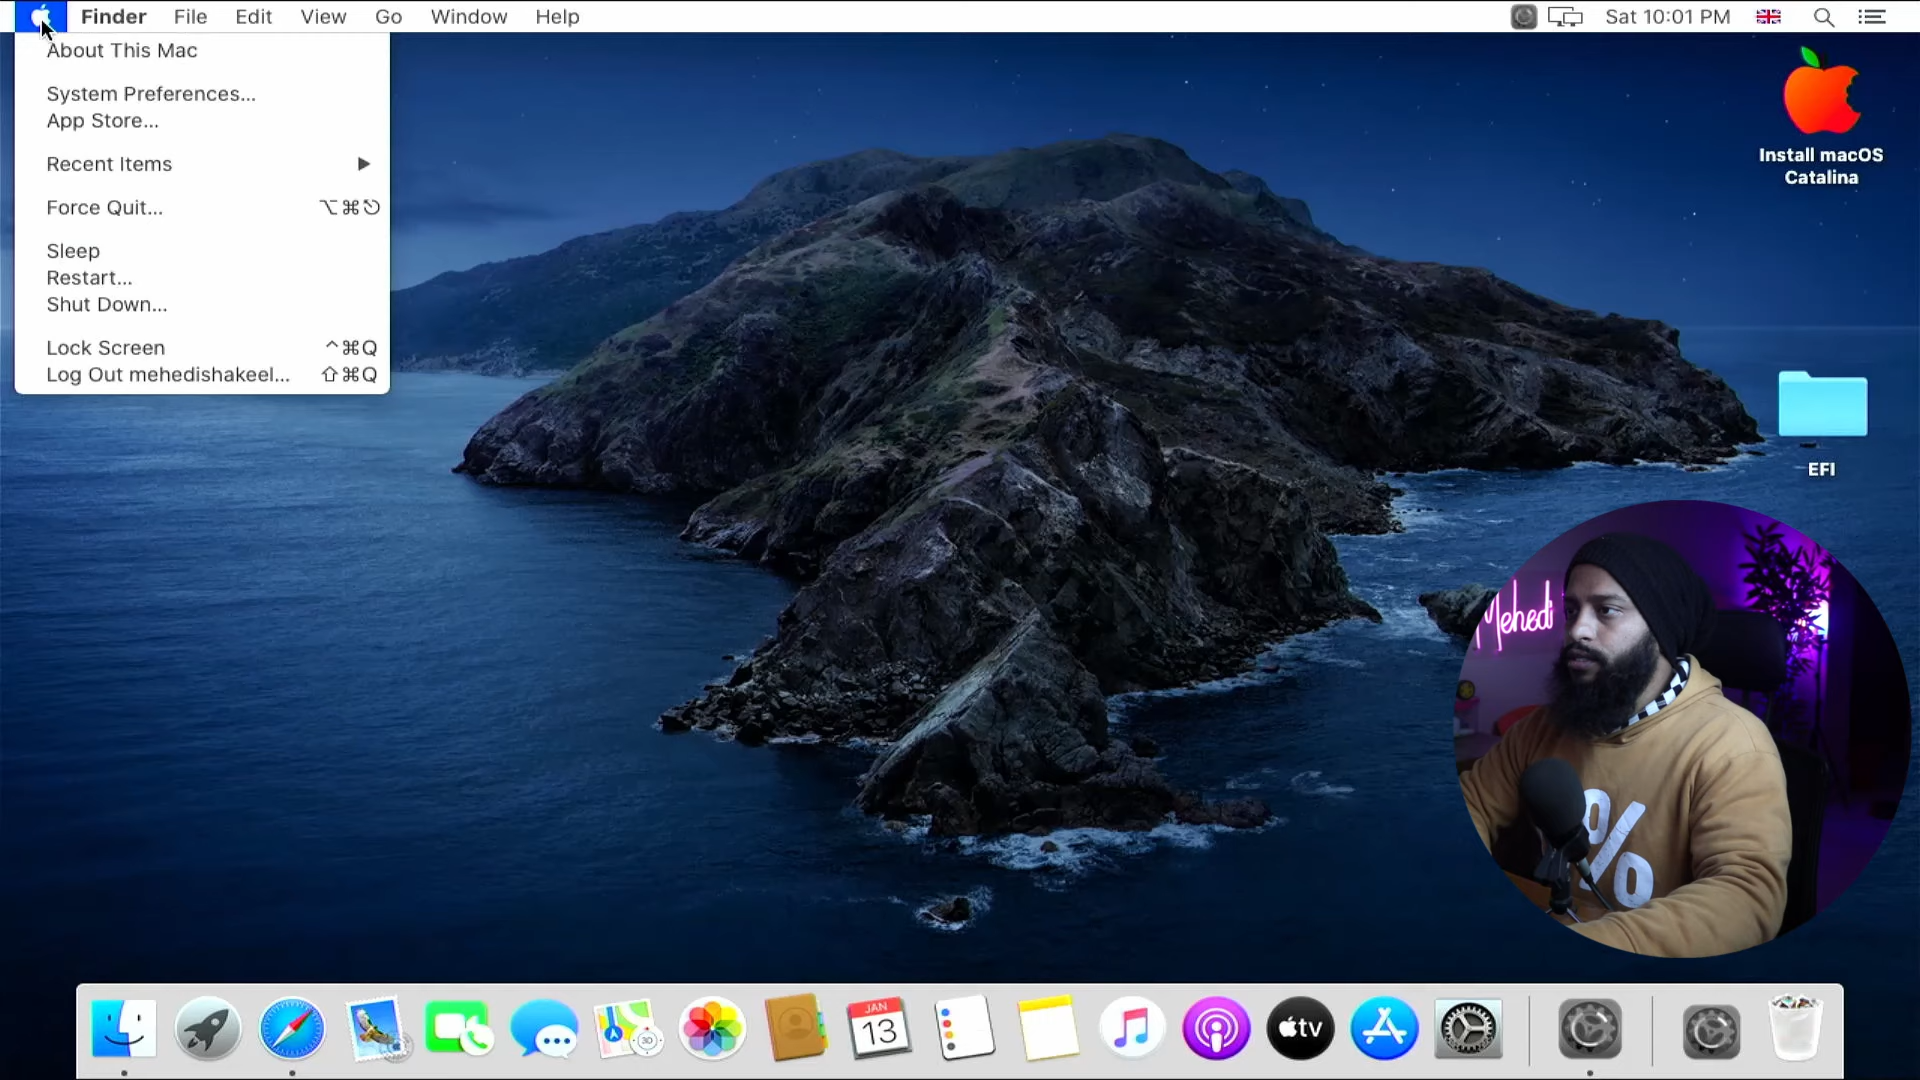 Finder File Edit View Go Window Help Sat 10:01 PM
About This Mac
System Preferences...
App Store...
Recent Items ▶
Force Quit... ⌥⌘⎋
Sleep
Restart...
Shut Down...
Lock Screen ^⌘Q
Log Out mehedishakeel... ⇧⌘Q
Install macOS
Catalina
EFI
Mehedi
%
JAN
13
3D
tv